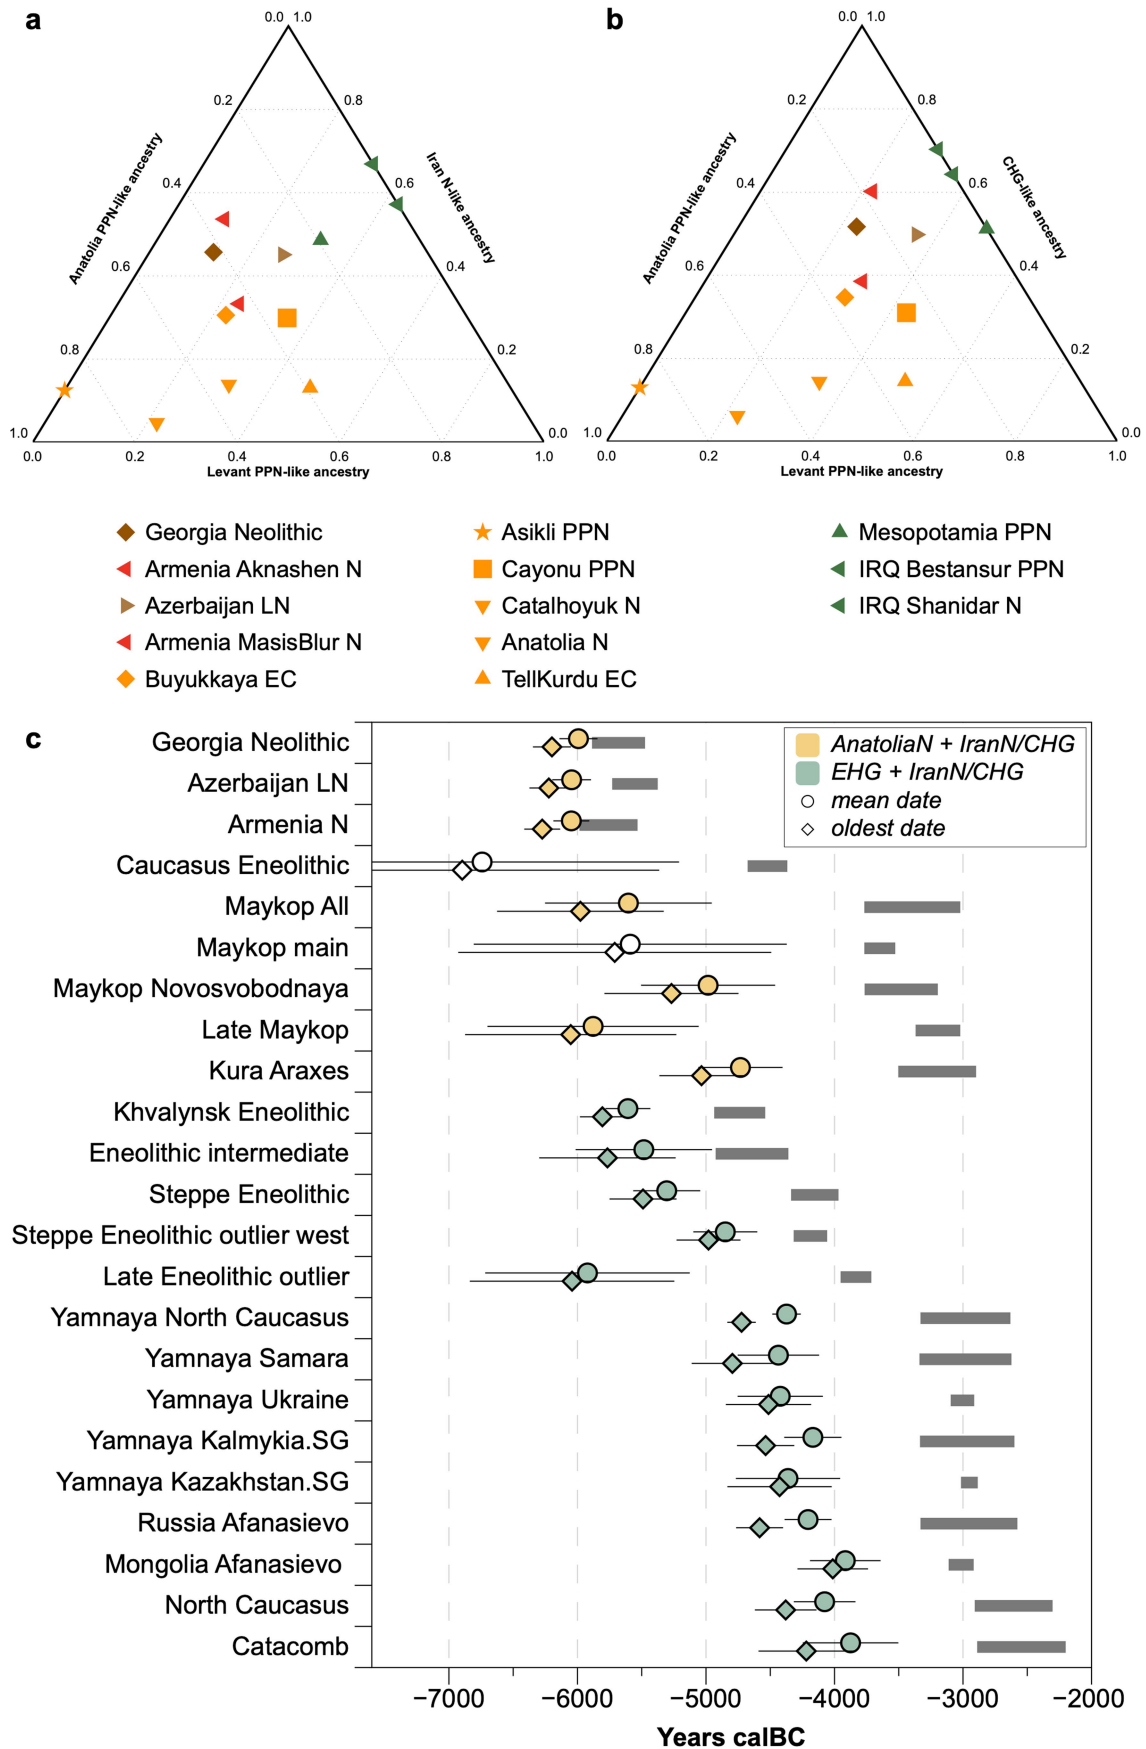 a
b
0.0 1.0
0.0 1.0
0.2
0.8
0.2
0.8
Anatolia PPN-like ancestry
Iran N-like ancestry
Anatolia PPN-like ancestry
CHG-like ancestry
0.4
0.6
0.4
0.6
0.6
0.4
0.6
0.4
0.8
0.2
0.8
0.2
1.0
0.0
1.0
0.0
0.0
0.2
0.4
0.6
0.8
1.0
0.0
0.2
0.4
0.6
0.8
1.0
Levant PPN-like ancestry
Levant PPN-like ancestry
Georgia Neolithic
Asikli PPN
Mesopotamia PPN
Armenia Aknashen N
Cayonu PPN
IRQ Bestansur PPN
Azerbaijan LN
Catalhoyuk N
IRQ Shanidar N
Armenia MasisBlur N
Anatolia N
Buyukkaya EC
TellKurdu EC
c
AnatoliaN + IranN/CHG
EHG + IranN/CHG
mean date
oldest date
Georgia Neolithic
Azerbaijan LN
Armenia N
Caucasus Eneolithic
Maykop All
Maykop main
Maykop Novosvobodnaya
Late Maykop
Kura Araxes
Khvalynsk Eneolithic
Eneolithic intermediate
Steppe Eneolithic
Steppe Eneolithic outlier west
Late Eneolithic outlier
Yamnaya North Caucasus
Yamnaya Samara
Yamnaya Ukraine
Yamnaya Kalmykia.SG
Yamnaya Kazakhstan.SG
Russia Afanasievo
Mongolia Afanasievo
North Caucasus
Catacomb
−7000
−6000
−5000
−4000
−3000
−2000
Years calBC